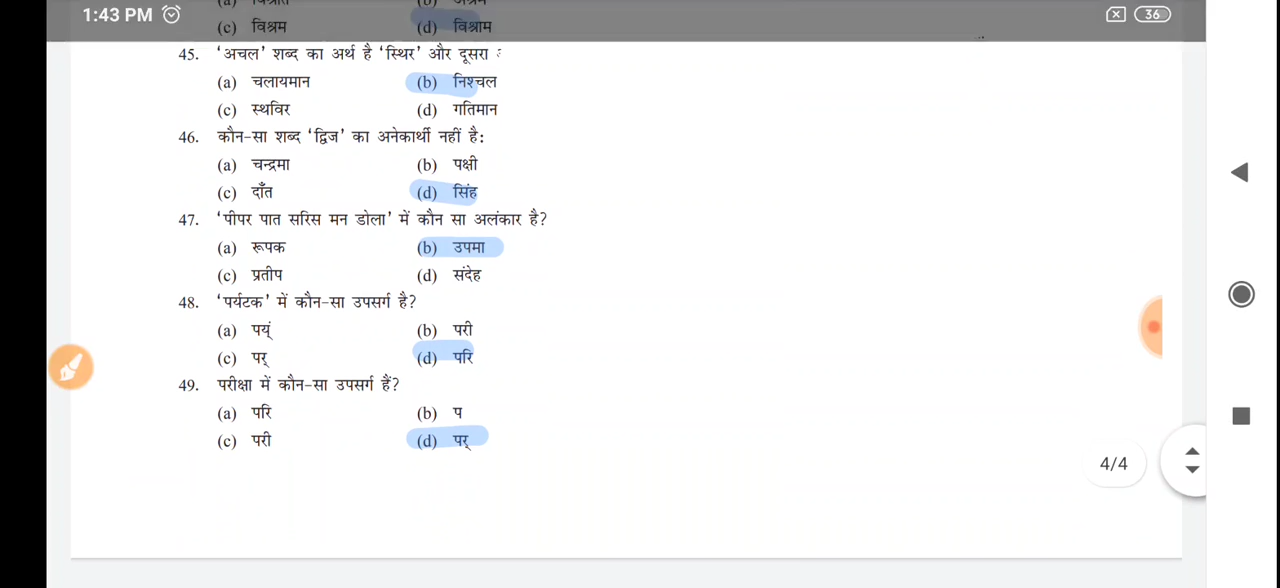 1:43 PM 36
(c) विश्रम (d) विश्राम
45. ‘अचल’ शब्द का अर्थ है ‘स्थिर’ और दूसरा
(a) चलायमान (b) निश्चल
(c) स्थविर (d) गतिमान
46. कौन-सा शब्द ‘द्विज’ का अनेकार्थी नहीं है:
(a) चन्द्रमा (b) पक्षी
(c) दाँत (d) सिंह
47. ‘पीपर पात सरिस मन डोला’ में कौन सा अलंकार है?
(a) रूपक (b) उपमा
(c) प्रतीप (d) संदेह
48. ‘पर्यटक’ में कौन-सा उपसर्ग है?
(a) (b) परी
(c) पर् (d) परि
49. परीक्षा में कौन-सा उपसर्ग हैं?
(a) परि (b) प
(c) परी (d) पर्
4/4